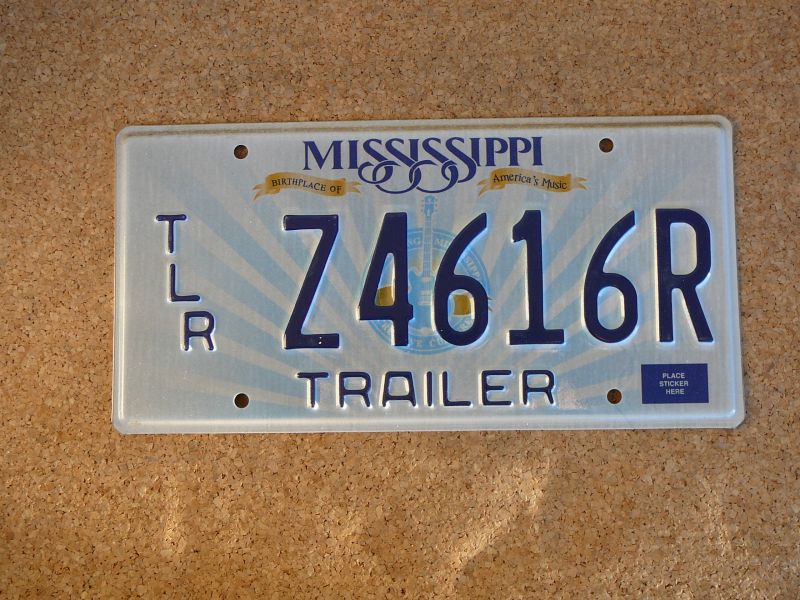 MISSISSIPPI
BIRTHPLACE OF America's Music
TLR
Z4616R
TRAILER
PLACE
STICKER
HERE